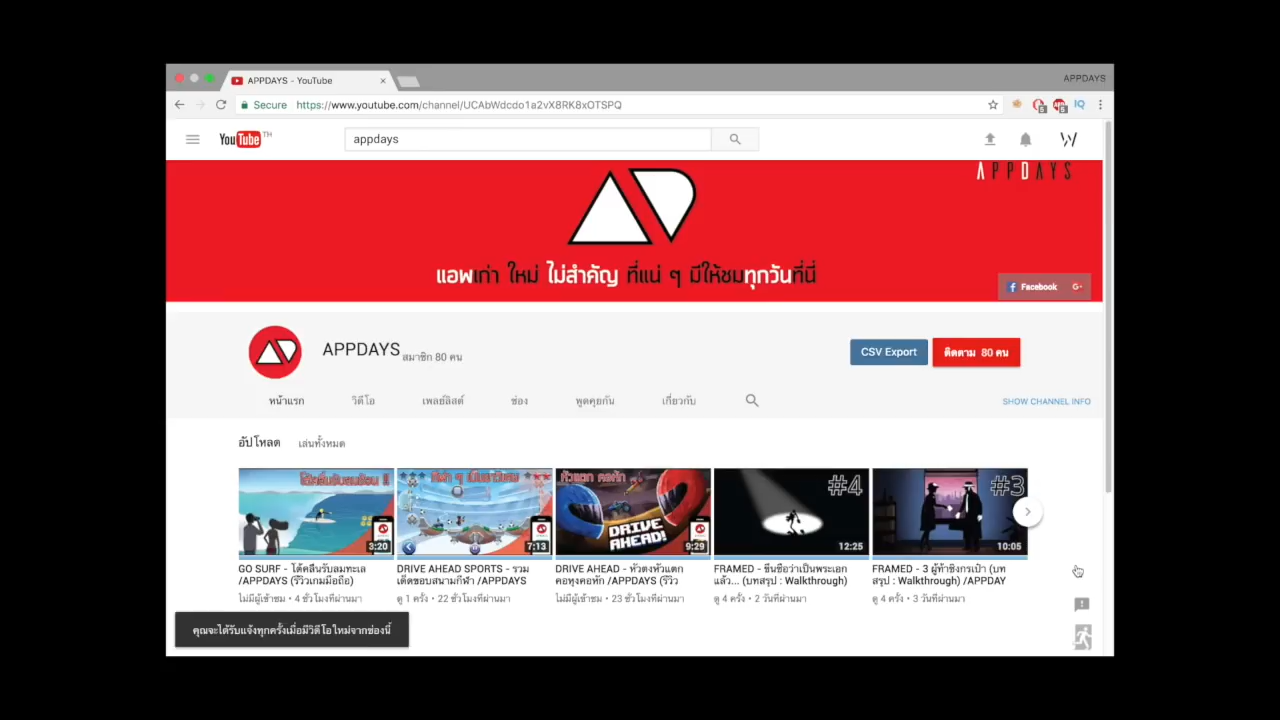 APPDAYS - YouTube
APPDAYS
Secure https://www.youtube.com/channel/UCAbWdcdo1a2vX8RK8xOTSPQ
IQ
YouTube TH
appdays
APPDAYS
แอพเก่า ใหม่ ไม่สำคัญ ที่แน่ ๆ มีให้ชมทุกวันที่นี่
Facebook G+
APPDAYS สมาชิก 80 คน
CSV Export
ติดตาม 80 คน
หน้าแรก วิดีโอ เพลย์ลิสต์ ช่อง พูดคุยกัน เกี่ยวกับ
SHOW CHANNEL INFO
อัปโหลด เล่นทั้งหมด
หัวแตก คอหัก
DRIVE AHEAD!
#4
#3
3:20
7:13
9:29
12:25
10:05
GO SURF - โต้คลื่นรับลมทะเล /APPDAYS (รีวิวเกมมือถือ)
ไม่มีผู้เข้าชม • 4 ชั่วโมงที่ผ่านมา
DRIVE AHEAD SPORTS - รวมเด็ดขอบสนามกีฬา /APPDAYS
ดู 1 ครั้ง • 22 ชั่วโมงที่ผ่านมา
DRIVE AHEAD - หัวตงหัวแตก คอหุงคอหัก /APPDAYS (รีวิว
ไม่มีผู้เข้าชม • 23 ชั่วโมงที่ผ่านมา
FRAMED - ขึ้นชื่อว่าเป็นพระเอกแล้ว... (บทสรุป : Walkthrough)
ดู 4 ครั้ง • 2 วันที่ผ่านมา
FRAMED - 3 ผู้ท้าชิงกระเป๋า (บทสรุป : Walkthrough) /APPDAY
ดู 4 ครั้ง • 3 วันที่ผ่านมา
คุณจะได้รับแจ้งทุกครั้งเมื่อมีวิดีโอใหม่จากช่องนี้